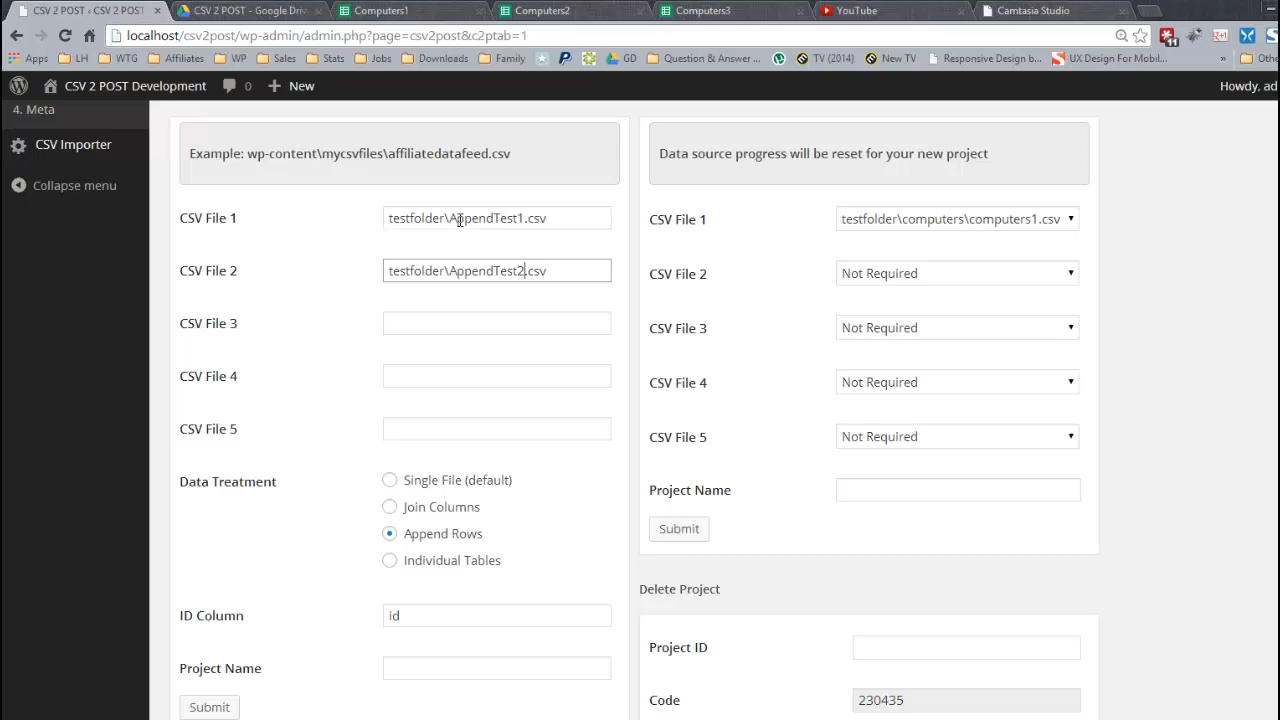 CSV 2 POST ‹ CSV 2 POST
CSV 2 POST - Google Driv
Computers1
Computers2
Computers3
YouTube
Camtasia Studio
localhost/csv2post/wp-admin/admin.php?page=csv2post&c2ptab=1
11
Apps
LH
WTG
Affiliates
WP
Sales
Stats
Jobs
Downloads
Family
GD
Question & Answer ...
TV (2014)
New TV
Responsive Design b...
UX Design For Mobil...
»
Othe
CSV 2 POST Development
0
New
Howdy, ad
4. Meta
CSV Importer
Collapse menu
Example: wp-content\mycsvfiles\affiliatedatafeed.csv
CSV File 1
testfolder\AppendTest1.csv
CSV File 2
testfolder\AppendTest2.csv
CSV File 3
CSV File 4
CSV File 5
Data Treatment
Single File (default)
Join Columns
Append Rows
Individual Tables
ID Column
id
Project Name
Submit
Data source progress will be reset for your new project
CSV File 1
testfolder\computers\computers1.csv
CSV File 2
Not Required
CSV File 3
Not Required
CSV File 4
Not Required
CSV File 5
Not Required
Project Name
Submit
Delete Project
Project ID
Code
230435